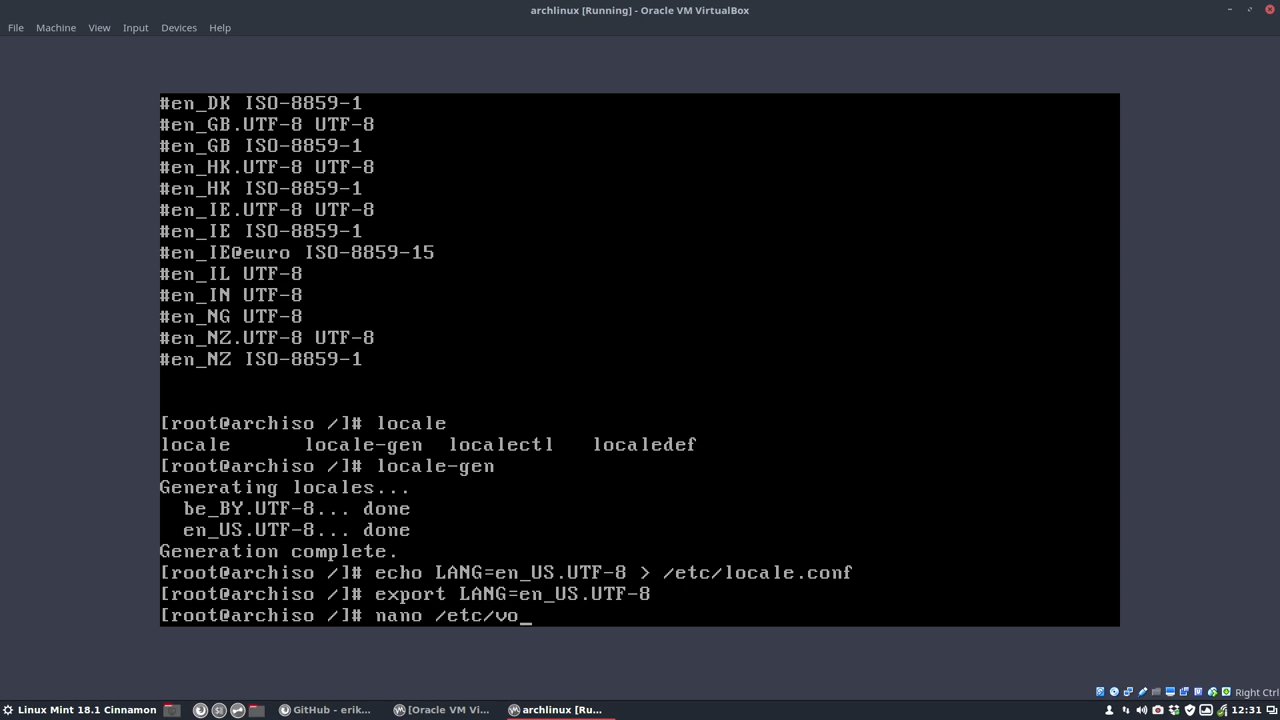 archlinux [Running] - Oracle VM VirtualBox
File Machine View Input Devices Help
#en_DK ISO-8859-1
#en_GB.UTF-8 UTF-8
#en_GB ISO-8859-1
#en_HK.UTF-8 UTF-8
#en_HK ISO-8859-1
#en_IE.UTF-8 UTF-8
#en_IE ISO-8859-1
#en_IE@euro ISO-8859-15
#en_IL UTF-8
#en_IN UTF-8
#en_NG UTF-8
#en_NZ.UTF-8 UTF-8
#en_NZ ISO-8859-1
[root@archiso /]# locale
locale locale-gen localectl localedef
[root@archiso /]# locale-gen
Generating locales...
be_BY.UTF-8... done
en_US.UTF-8... done
Generation complete.
[root@archiso /]# echo LANG=en_US.UTF-8 > /etc/locale.conf
[root@archiso /]# export LANG=en_US.UTF-8
[root@archiso /]# nano /etc/vo_
Right Ctrl
Linux Mint 18.1 Cinnamon GitHub - erik... [Oracle VM Vi... archlinux [Ru... 12:31